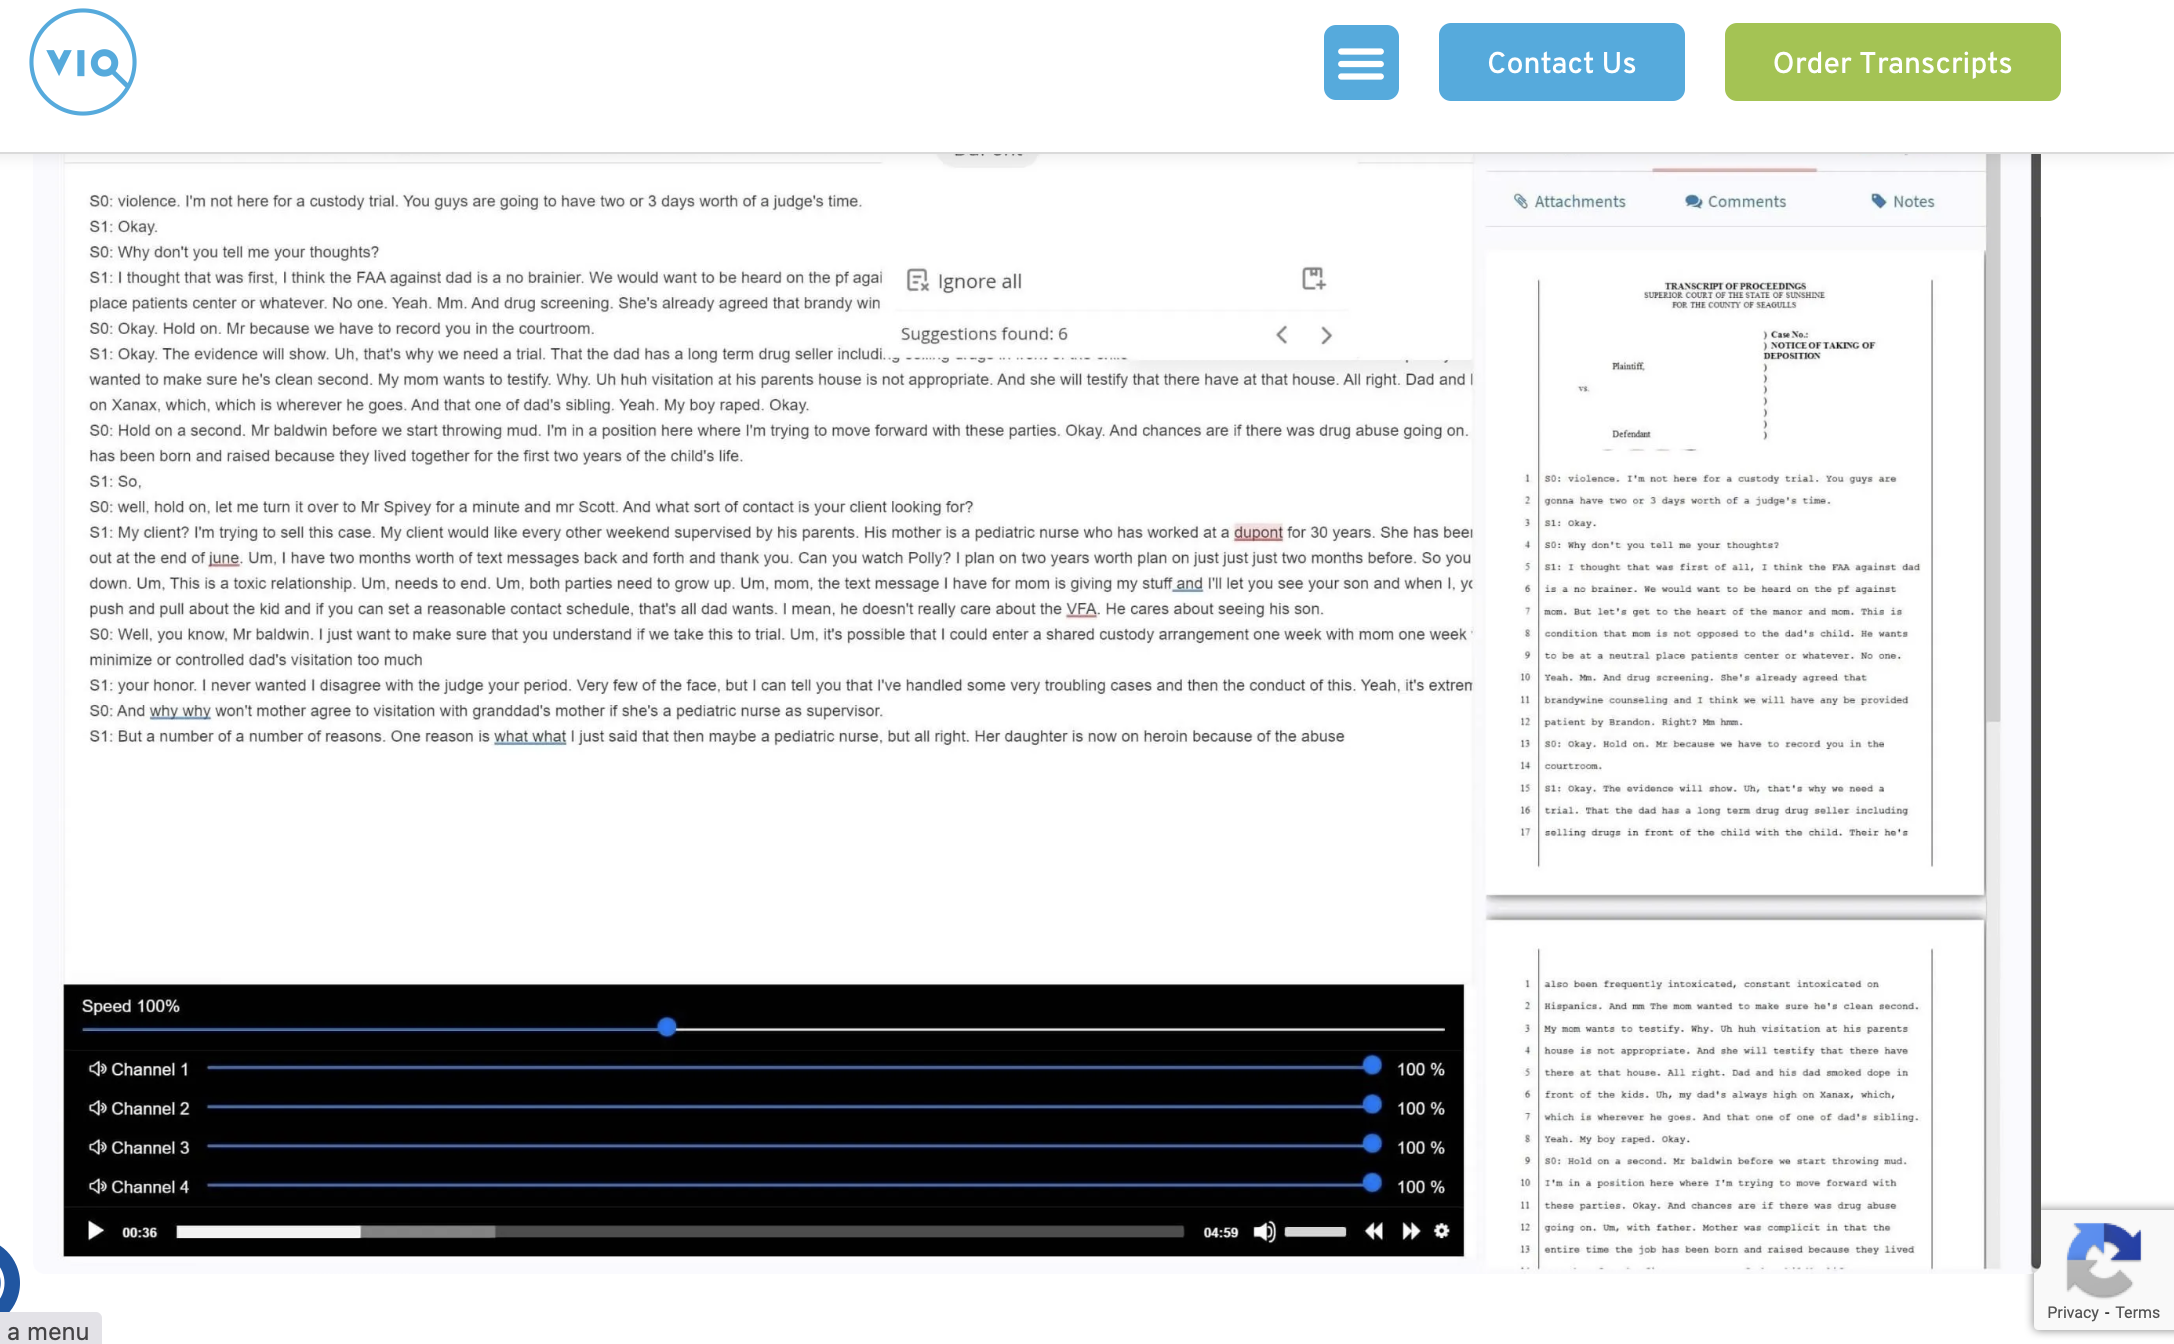 VIQ
Contact Us
Order Transcripts
S0: violence. I'm not here for a custody trial. You guys are going to have two or 3 days worth of a judge's time.
S1: Okay.
S0: Why don't you tell me your thoughts?
S1: I thought that was first, I think the FAA against dad is a no brainier. We would want to be heard on the pf agai
place patients center or whatever. No one. Yeah. Mm. And drug screening. She's already agreed that brandy win
S0: Okay. Hold on. Mr because we have to record you in the courtroom.
S1: Okay. The evidence will show. Uh, that's why we need a trial. That the dad has a long term drug seller
wanted to make sure he's clean second. My mom wants to testify. Why. Uh huh visitation at his parents house is not appropriate. And she will testify that there have at that house. All right. Dad and
on Xanax, which, which is wherever he goes. And that one of dad's sibling. Yeah. My boy raped. Okay.
S0: Hold on a second. Mr baldwin before we start throwing mud. I'm in a position here where I'm trying to move forward with these parties. Okay. And chances are if there was drug abuse going on.
has been born and raised because they lived together for the first two years of the child's life.
S1: So,
S0: well, hold on, let me turn it over to Mr Spivey for a minute and mr Scott. And what sort of contact is your client looking for?
S1: My client? I'm trying to sell this case. My client would like every other weekend supervised by his parents. His mother is a pediatric nurse who has worked at a dupont for 30 years. She has been
out at the end of june. Um, I have two months worth of text messages back and forth and thank you. Can you watch Polly? I plan on two years worth plan on just just just two months before. So you
down. Um, This is a toxic relationship. Um, needs to end. Um, both parties need to grow up. Um, mom, the text message I have for mom is giving my stuff and I'll let you see your son and when I, yo
push and pull about the kid and if you can set a reasonable contact schedule, that's all dad wants. I mean, he doesn't really care about the VFA. He cares about seeing his son.
S0: Well, you know, Mr baldwin. I just want to make sure that you understand if we take this to trial. Um, it's possible that I could enter a shared custody arrangement one week with mom one week
minimize or controlled dad's visitation too much
S1: your honor. I never wanted I disagree with the judge your period. Very few of the face, but I can tell you that I've handled some very troubling cases and then the conduct of this. Yeah, it's extrem
S0: And why why won't mother agree to visitation with granddad's mother if she's a pediatric nurse as supervisor.
S1: But a number of a number of reasons. One reason is what what I just said that then maybe a pediatric nurse, but all right. Her daughter is now on heroin because of the abuse
Ignore all
Suggestions found: 6
Speed 100%
Channel 1 100 %
Channel 2 100 %
Channel 3 100 %
Channel 4 100 %
00:36 04:59
Attachments Comments Notes
TRANSCRIPT OF PROCEEDINGS
SUPERIOR COURT OF THE STATE OF SUNSHINE
FOR THE COUNTY OF SEAGULLS
) Case No.:
) NOTICE OF TAKING OF
DEPOSITION
Plaintiff, )
)
vs. )
)
)
)
Defendant )
1 S0: violence. I'm not here for a custody trial. You guys are
2 gonna have two or 3 days worth of a judge's time.
3 S1: Okay.
4 S0: Why don't you tell me your thoughts?
5 S1: I thought that was first of all, I think the FAA against dad
6 is a no brainer. We would want to be heard on the pf against
7 mom. But let's get to the heart of the manor and mom. This is
8 condition that mom is not opposed to the dad's child. He wants
9 to be at a neutral place patients center or whatever. No one.
10 Yeah. Mm. And drug screening. She's already agreed that
11 brandywine counseling and I think we will have any be provided
12 patient by Brandon. Right? Mm hmm.
13 S0: Okay. Hold on. Mr because we have to record you in the
14 courtroom.
15 S1: Okay. The evidence will show. Uh, that's why we need a
16 trial. That the dad has a long term drug drug seller including
17 selling drugs in front of the child with the child. Their he's
1 also been frequently intoxicated, constant intoxicated on
2 Hispanics. And mm The mom wanted to make sure he's clean second.
3 My mom wants to testify. Why. Uh huh visitation at his parents
4 house is not appropriate. And she will testify that there have
5 there at that house. All right. Dad and his dad smoked dope in
6 front of the kids. Uh, my dad's always high on Xanax, which,
7 which is wherever he goes. And that one of one of dad's sibling.
8 Yeah. My boy raped. Okay.
9 S0: Hold on a second. Mr baldwin before we start throwing mud.
10 I'm in a position here where I'm trying to move forward with
11 these parties. Okay. And chances are if there was drug abuse
12 going on. Um, with father. Mother was complicit in that the
13 entire time the job has been born and raised because they lived
Privacy - Terms
a menu